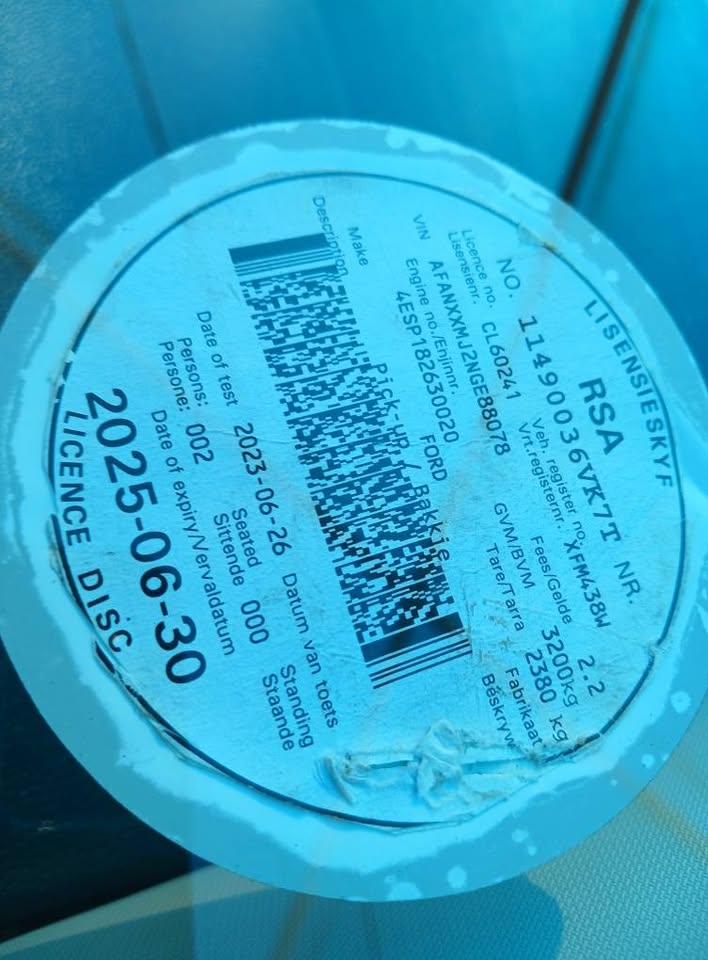 LISENSIESKYF
RSA
NO. 11490036VK7T NR.
Licence no. CL60241 Veh. register no. XFM438W
Lisensienr. Vrt.registernr.
VIN AFANXXMJ2NGE88078 Fees/Gelde 2.2
Engine no./Enjinnr. GVM/BVM 3200kg
4ESP182630020 Tare/Tarra 2380 kg
Make FORD Fabrikaat
Description Pick-up / Bakkie
Date of test 2023-06-26 Datum van toets
Persons: 002 Seated 000 Standing
Persone: Sittende Staande
Date of expiry/Vervaldatum
2025-06-30
LICENCE DISC